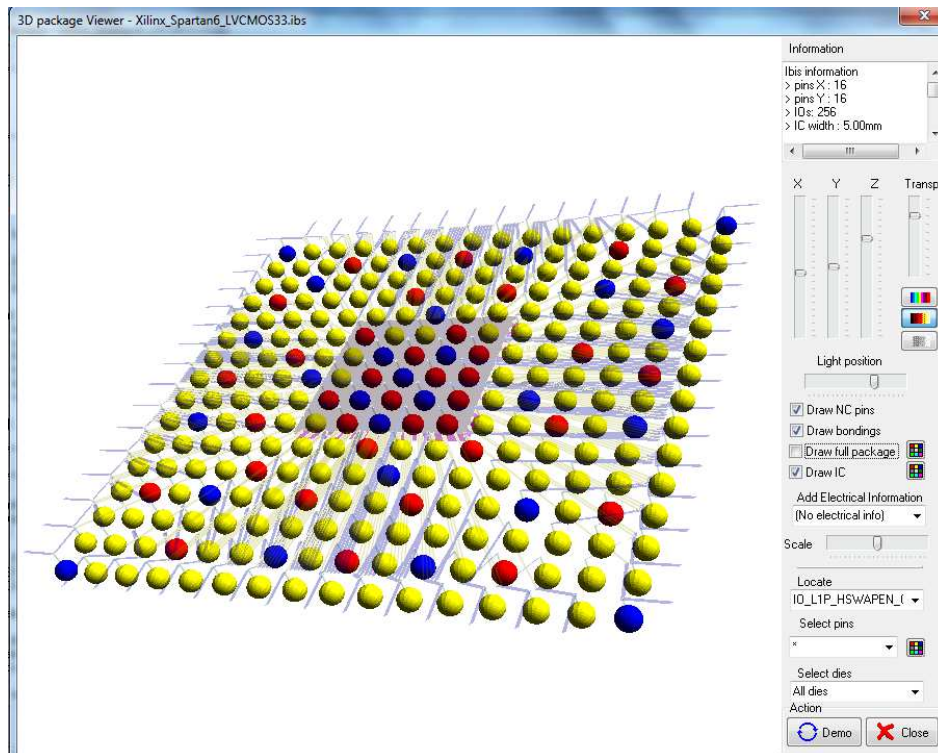 3D package Viewer - Xilinx_Spartan6_LVCMOS33.ibs
Information
Ibis information
> pins X : 16
> pins Y : 16
> IOs: 256
> IC width : 5.00mm
X Y Z Transp
Light position
Draw NC pins
Draw bondings
Draw full package
Draw IC
Add Electrical Information
(No electrical info)
Scale
Locate
IO_L1P_HSWAPEN_(
Select pins
*
Select dies
All dies
Action
Demo Close